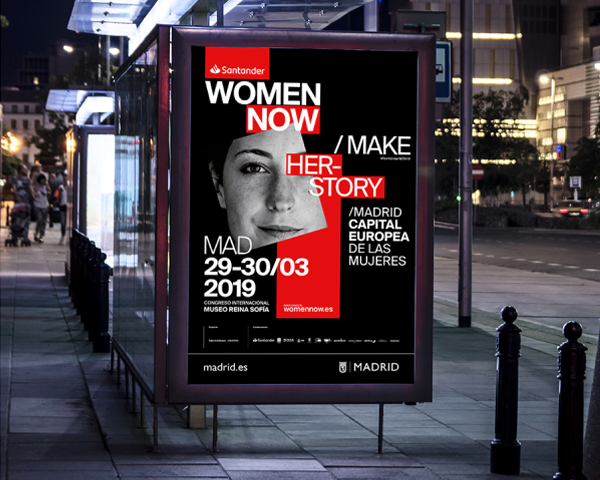 Santander
WOMEN
NOW
/ MAKE
HER-
STORY
/MADRID
CAPITAL
EUROPEA
DE LAS
MUJERES
MAD
29-30/03
2019
CONGRESO INTERNACIONAL
MUSEO REINA SOFÍA
womennow.es
Santander
madrid.es
MADRID